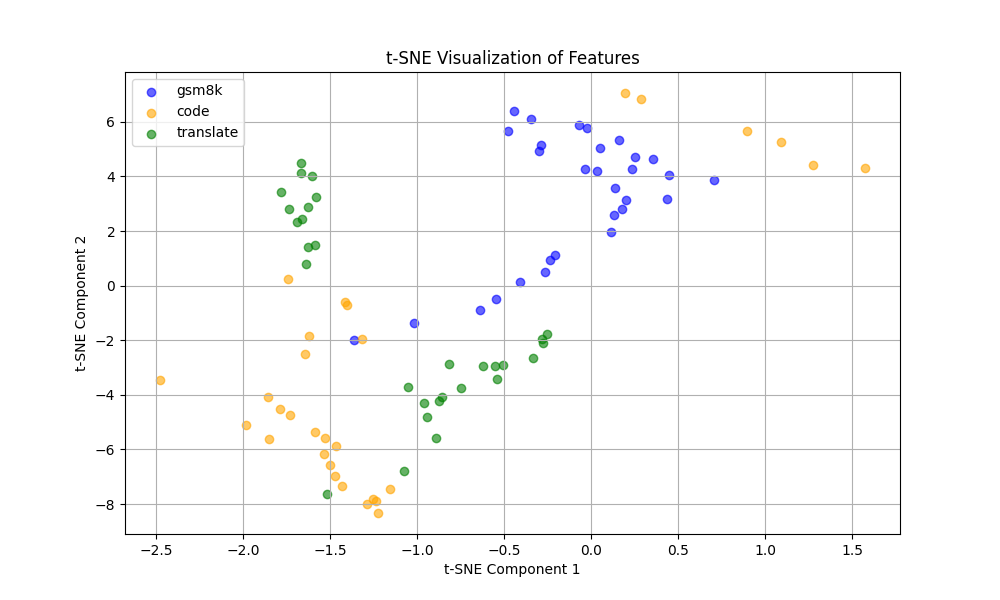 t-SNE Visualization of Features
gsm8k
code
translate
t-SNE Component 2
6
4
2
0
−2
−4
−6
−8
−2.5 −2.0 −1.5 −1.0 −0.5 0.0 0.5 1.0 1.5
t-SNE Component 1